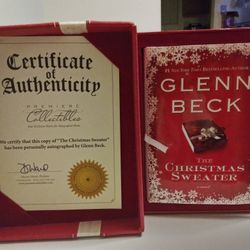 Certificate
of
Authenticity
PREMIERE
Collectibles
We certify that this copy of "The Christmas Sweater"
has been personally autographed by Glenn Beck.
#1 New York Times Bestselling Author
GLENN
BECK
THE
CHRISTMAS
SWEATER
a novel